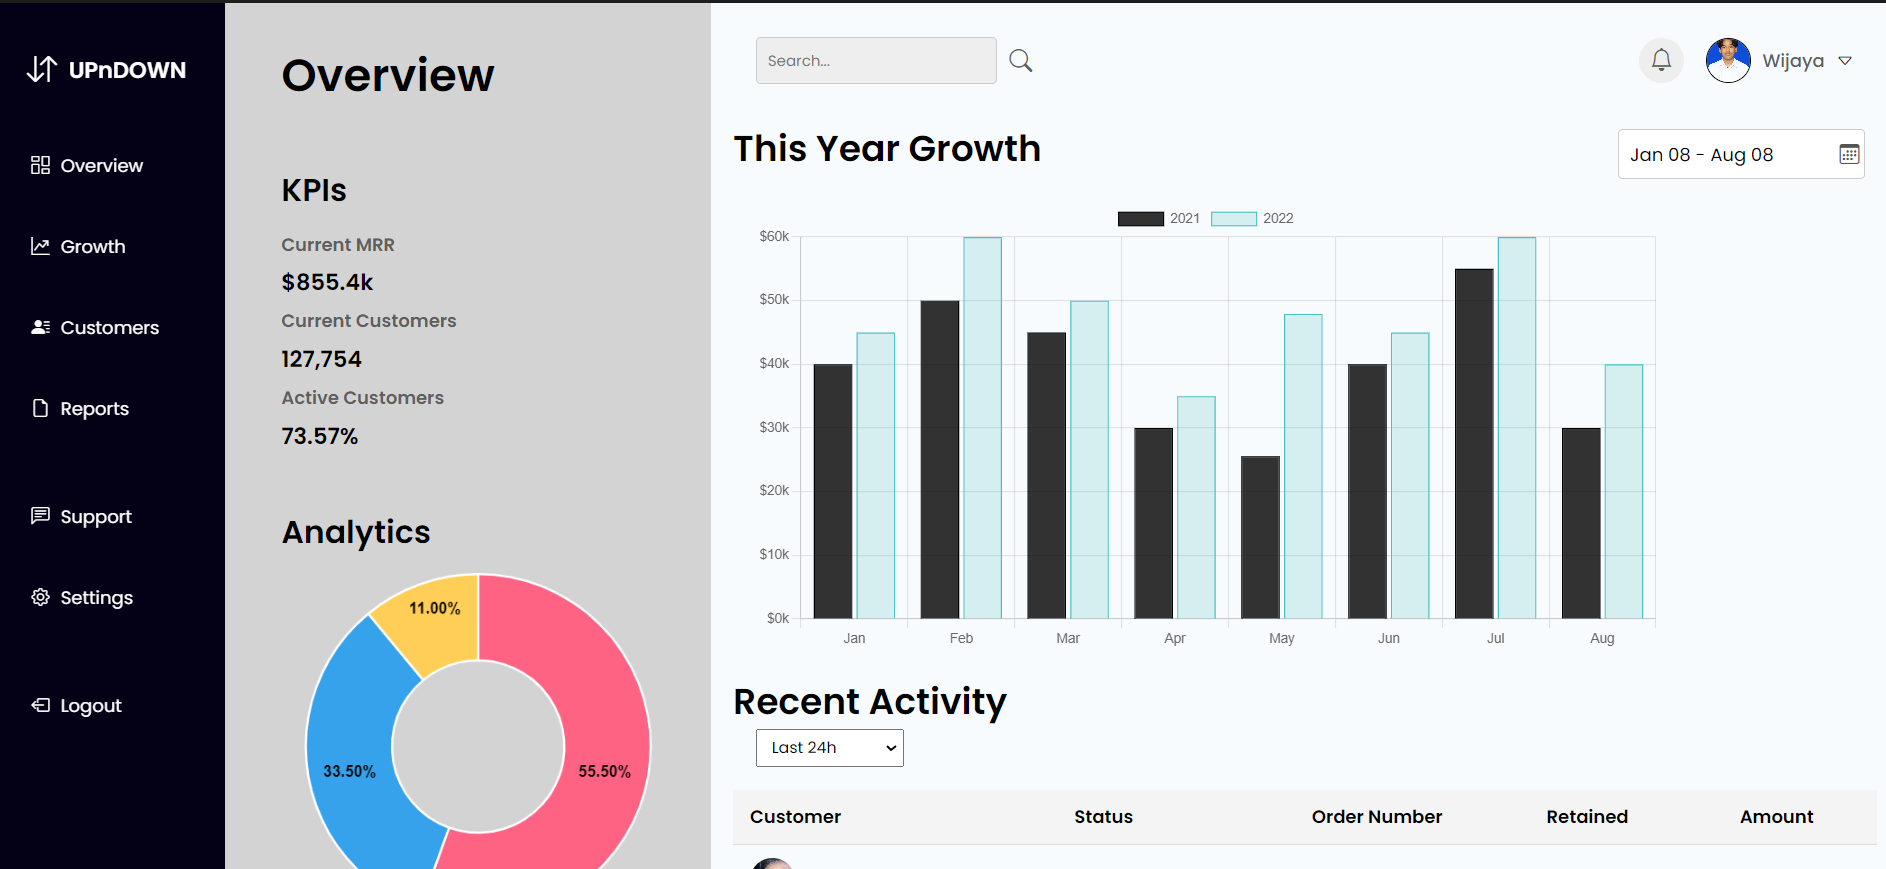 UPnDOWN
Overview
Growth
Customers
Reports
Support
Settings
Logout
Overview
KPIs
Current MRR
$855.4k
Current Customers
127,754
Active Customers
73.57%
Analytics
11.00%
33.50%
55.50%
Search...
Wijaya
This Year Growth
Jan 08 - Aug 08
2021 2022
$60k
$50k
$40k
$30k
$20k
$10k
$0k
Jan Feb Mar Apr May Jun Jul Aug
Recent Activity
Last 24h
Customer Status Order Number Retained Amount